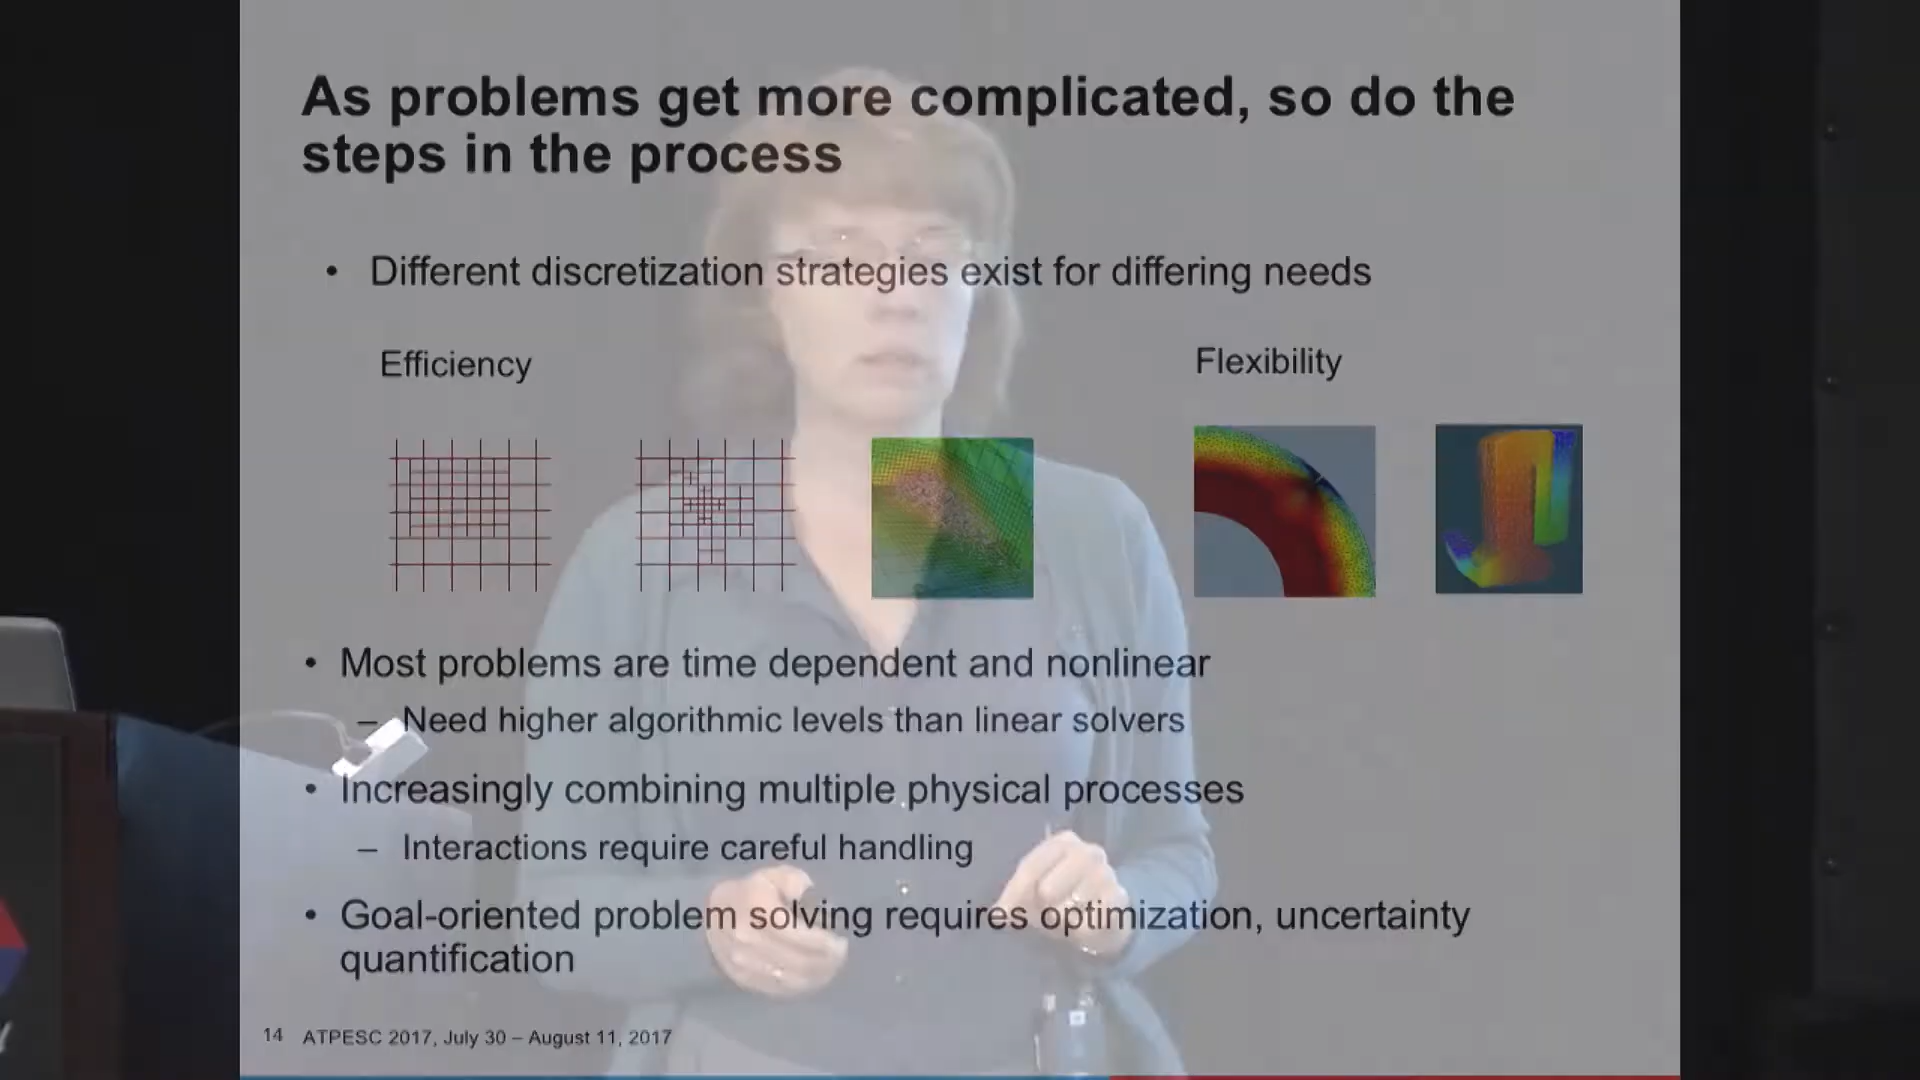 As problems get more complicated, so do the
steps in the process
• Different discretization strategies exist for differing needs
Efficiency
Flexibility
• Most problems are time dependent and nonlinear
– Need higher algorithmic levels than linear solvers
• Increasingly combining multiple physical processes
– Interactions require careful handling
• Goal-oriented problem solving requires optimization, uncertainty
quantification
14 ATPESC 2017, July 30 – August 11, 2017